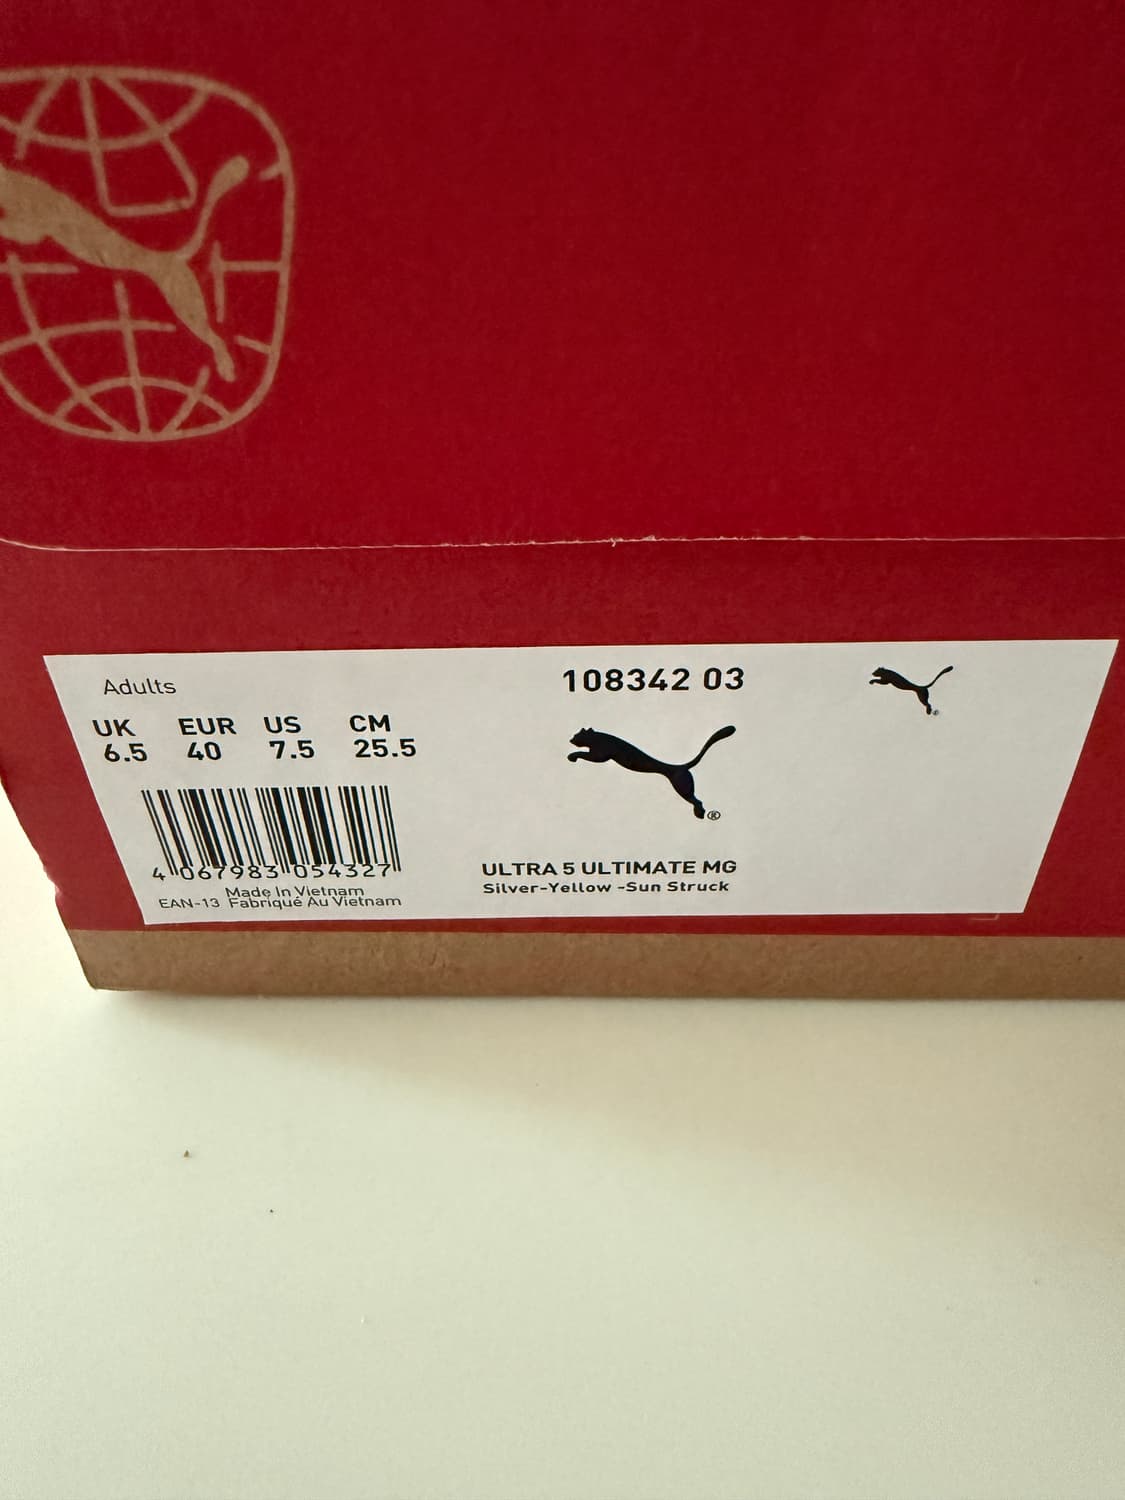 Adults
UK EUR US CM
6.5 40 7.5 25.5
4 067983 054327
Made In Vietnam
EAN-13 Fabriqué Au Vietnam
108342 03
®
ULTRA 5 ULTIMATE MG
Silver-Yellow -Sun Struck
®